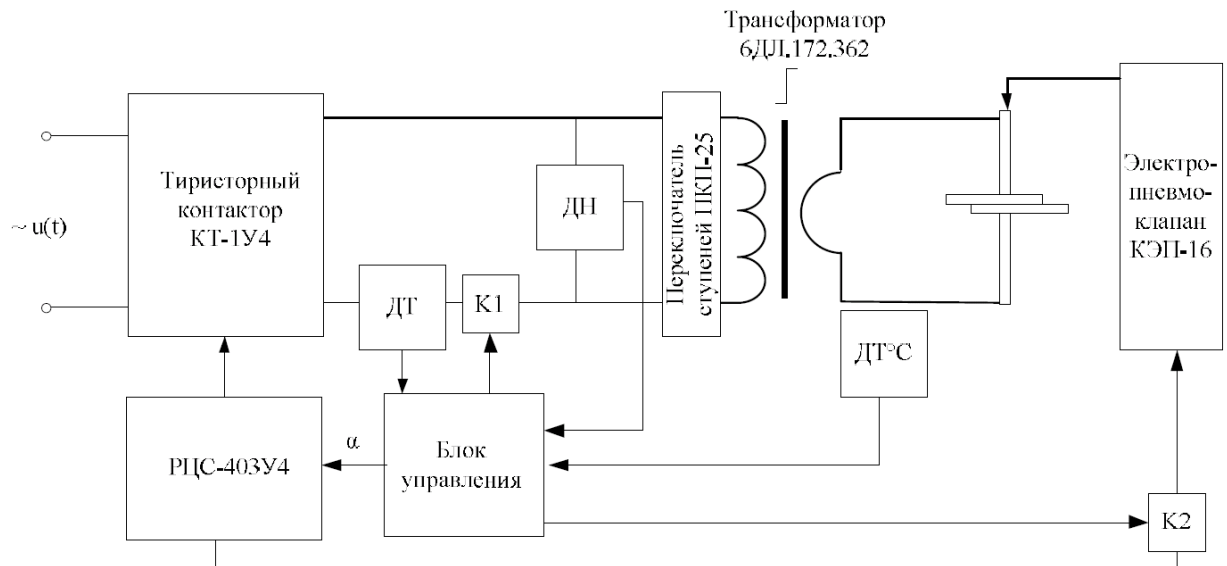 Трансформатор
6ДЛ.172.362
Тиристорный
контактор
КТ-1У4
~ u(t)
ДН
Переключатель
ступеней ПКП-25
Электро-
пневмо-
клапан
КЭП-16
ДТ
К1
ДТ°С
РЦС-403У4
α
Блок
управления
К2